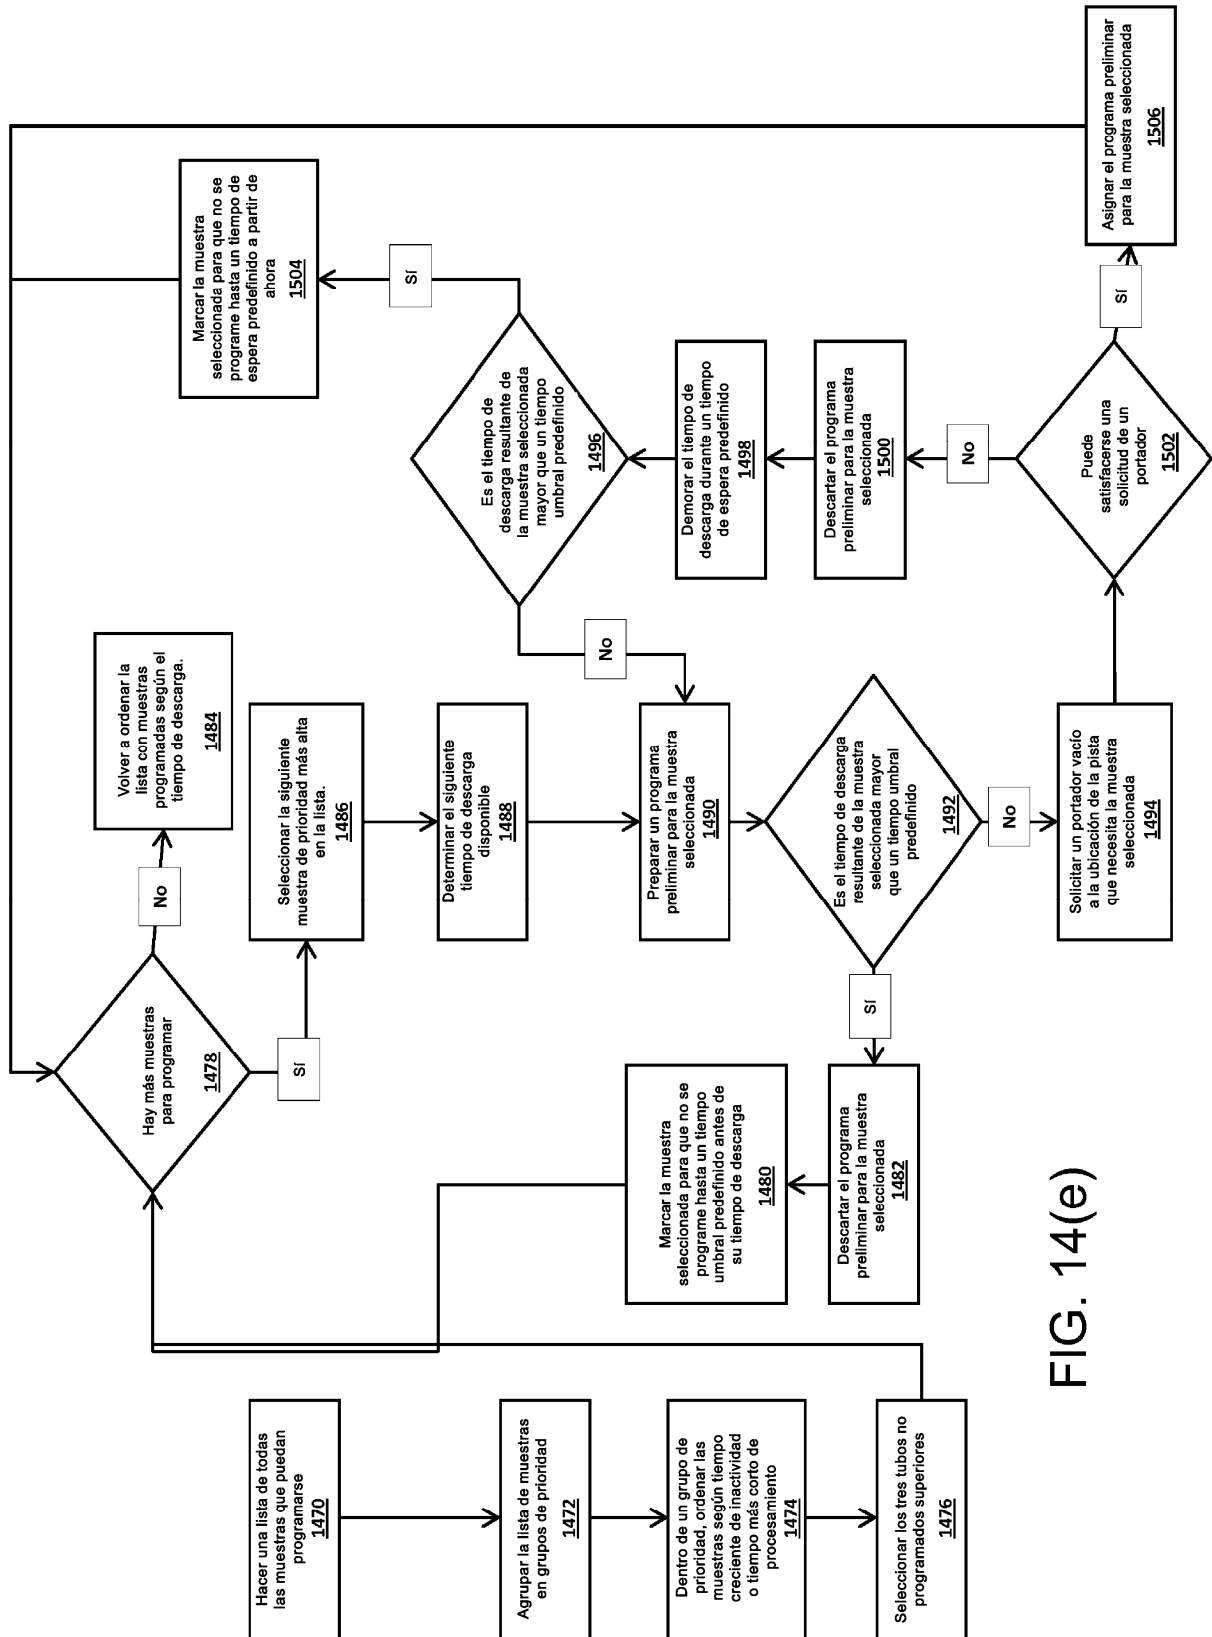 Hacer una lista de todas
las muestras que puedan
programarse
1470
Agrupar la lista de muestras
en grupos de prioridad
1472
Dentro de un grupo de
prioridad, ordenar las
muestras según tiempo
creciente de inactividad
o tiempo más corto de
procesamiento
1474
Seleccionar los tres tubos no
programados superiores
1476
Hay más muestras
para programar
1478
No
Sí
Volver a ordenar la
lista con muestras
programadas según el
tiempo de descarga.
1484
Seleccionar la siguiente
muestra de prioridad más alta
en la lista.
1486
Determinar el siguiente
tiempo de descarga
disponible
1488
Preparar un programa
preliminar para la muestra
seleccionada
1490
Es el tiempo de descarga
resultante de la muestra
seleccionada mayor
que un tiempo umbral
predefinido
1492
Sí
No
Descartar el programa
preliminar para la muestra
seleccionada
1482
Marcar la muestra
seleccionada para que no se
programe hasta un tiempo
umbral predefinido antes de
su tiempo de descarga
1480
Solicitar un portador vacío
a la ubicación de la pista
que necesita la muestra
seleccionada
1494
Puede
satisfacerse una
solicitud de un
portador
1502
No
Sí
Descartar el programa
preliminar para la muestra
seleccionada
1500
Demorar el tiempo de
descarga durante un tiempo
de espera predefinido
1498
Es el tiempo de
descarga resultante de
la muestra seleccionada
mayor que un tiempo
umbral predefinido
1496
No
Sí
Marcar la muestra
seleccionada para que no se
programe hasta un tiempo de
espera predefinido a partir de
ahora
1504
Asignar el programa preliminar
para la muestra seleccionada
1506
FIG. 14(e)